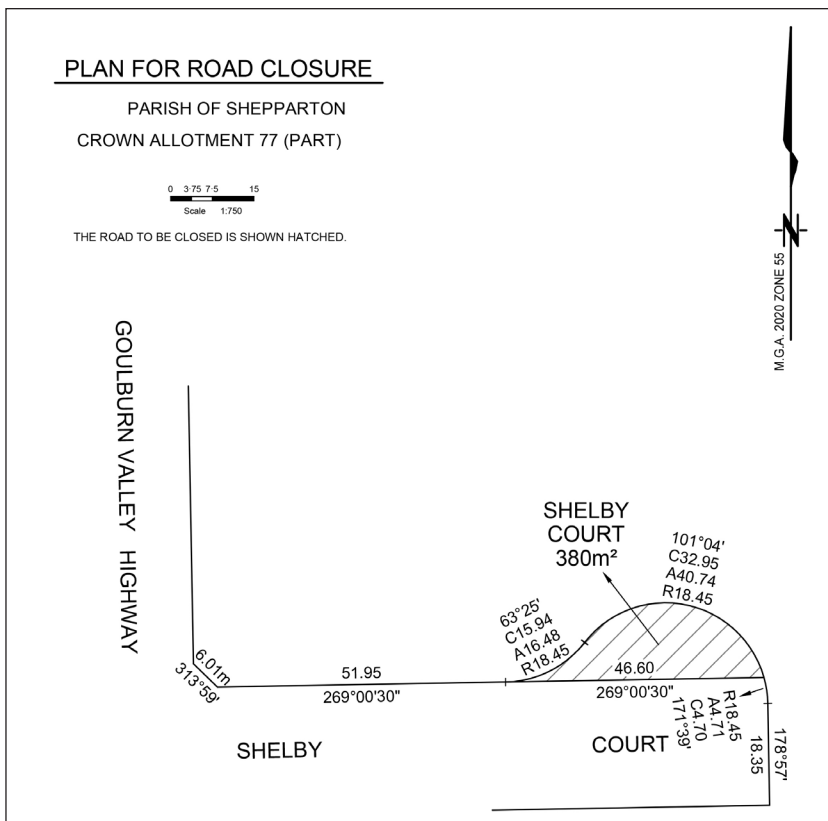 PLAN FOR ROAD CLOSURE
PARISH OF SHEPPARTON
CROWN ALLOTMENT 77 (PART)
0 3·75 7·5 15
Scale 1:750
THE ROAD TO BE CLOSED IS SHOWN HATCHED.
M.G.A. 2020 ZONE 55
GOULBURN VALLEY HIGHWAY
SHELBY
COURT
380m²
101°04'
C32.95
A40.74
R18.45
63°25'
C15.94
A16.48
R18.45
6.01m
313°59'
51.95
269°00'30"
46.60
269°00'30"
R18.45
A4.71
C4.70
171°39'
178°57'
18.35
SHELBY COURT